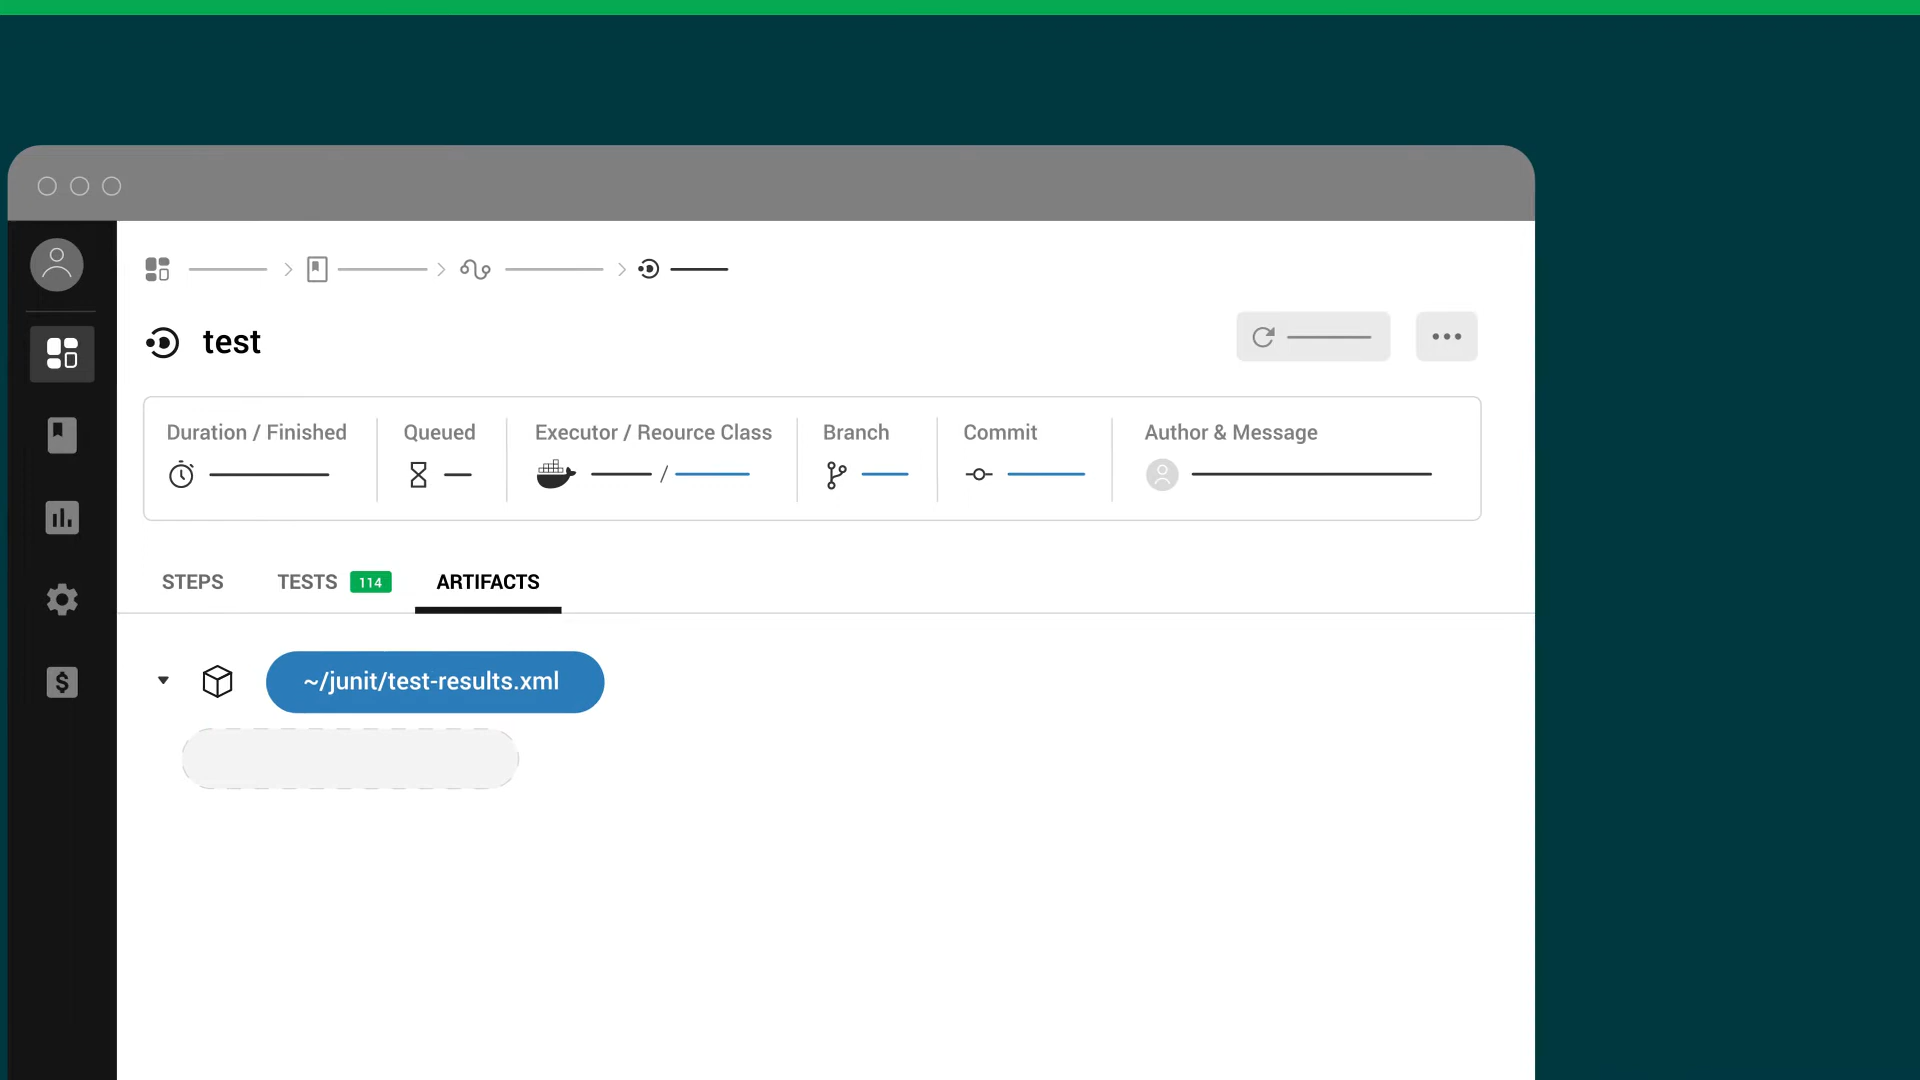 test
Duration / Finished
Queued
Executor / Reource Class
Branch
Commit
Author & Message
/
STEPS
TESTS 114
ARTIFACTS
~/junit/test-results.xml